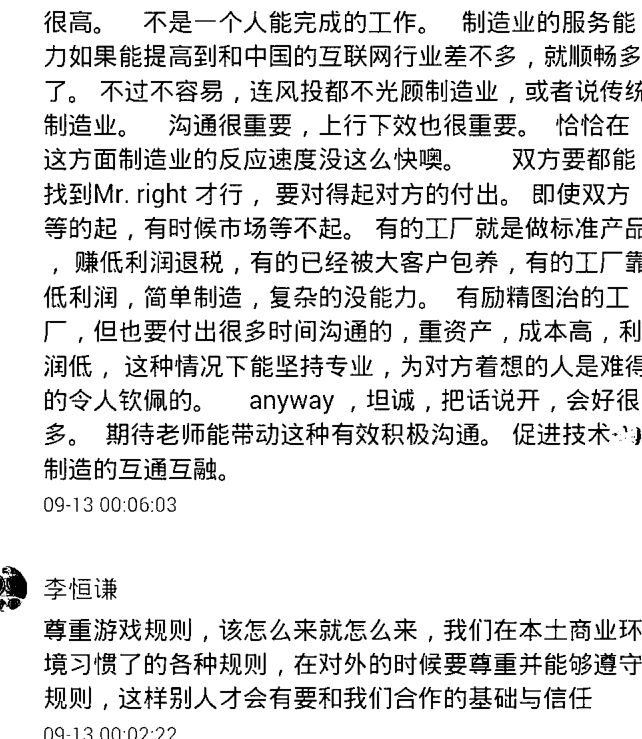 很高。 不是一个人能完成的工作。 制造业的服务能
力如果能提高到和中国的互联网行业差不多，就顺畅多
了。 不过不容易，连风投都不光顾制造业，或者说传统
制造业。 沟通很重要，上行下效也很重要。 恰恰在
这方面制造业的反应速度没这么快噢。 双方要都能
找到Mr. right 才行， 要对得起对方的付出。 即使双方
等的起，有时候市场等不起。 有的工厂就是做标准产品
，赚低利润退税，有的已经被大客户包养，有的工厂靠
低利润，简单制造，复杂的没能力。 有励精图治的工
厂，但也要付出很多时间沟通的，重资产，成本高，利
润低， 这种情况下能坚持专业，为对方着想的人是难得
的令人钦佩的。 anyway ，坦诚，把话说开，会好很
多。 期待老师能带动这种有效积极沟通。 促进技术
制造的互通互融。
09-13 00:06:03
李恒谦
尊重游戏规则，该怎么来就怎么来，我们在本土商业环
境习惯了的各种规则，在对外的时候要尊重并能够遵守
规则，这样别人才会有要和我们合作的基础与信任
09-13 00:02:22